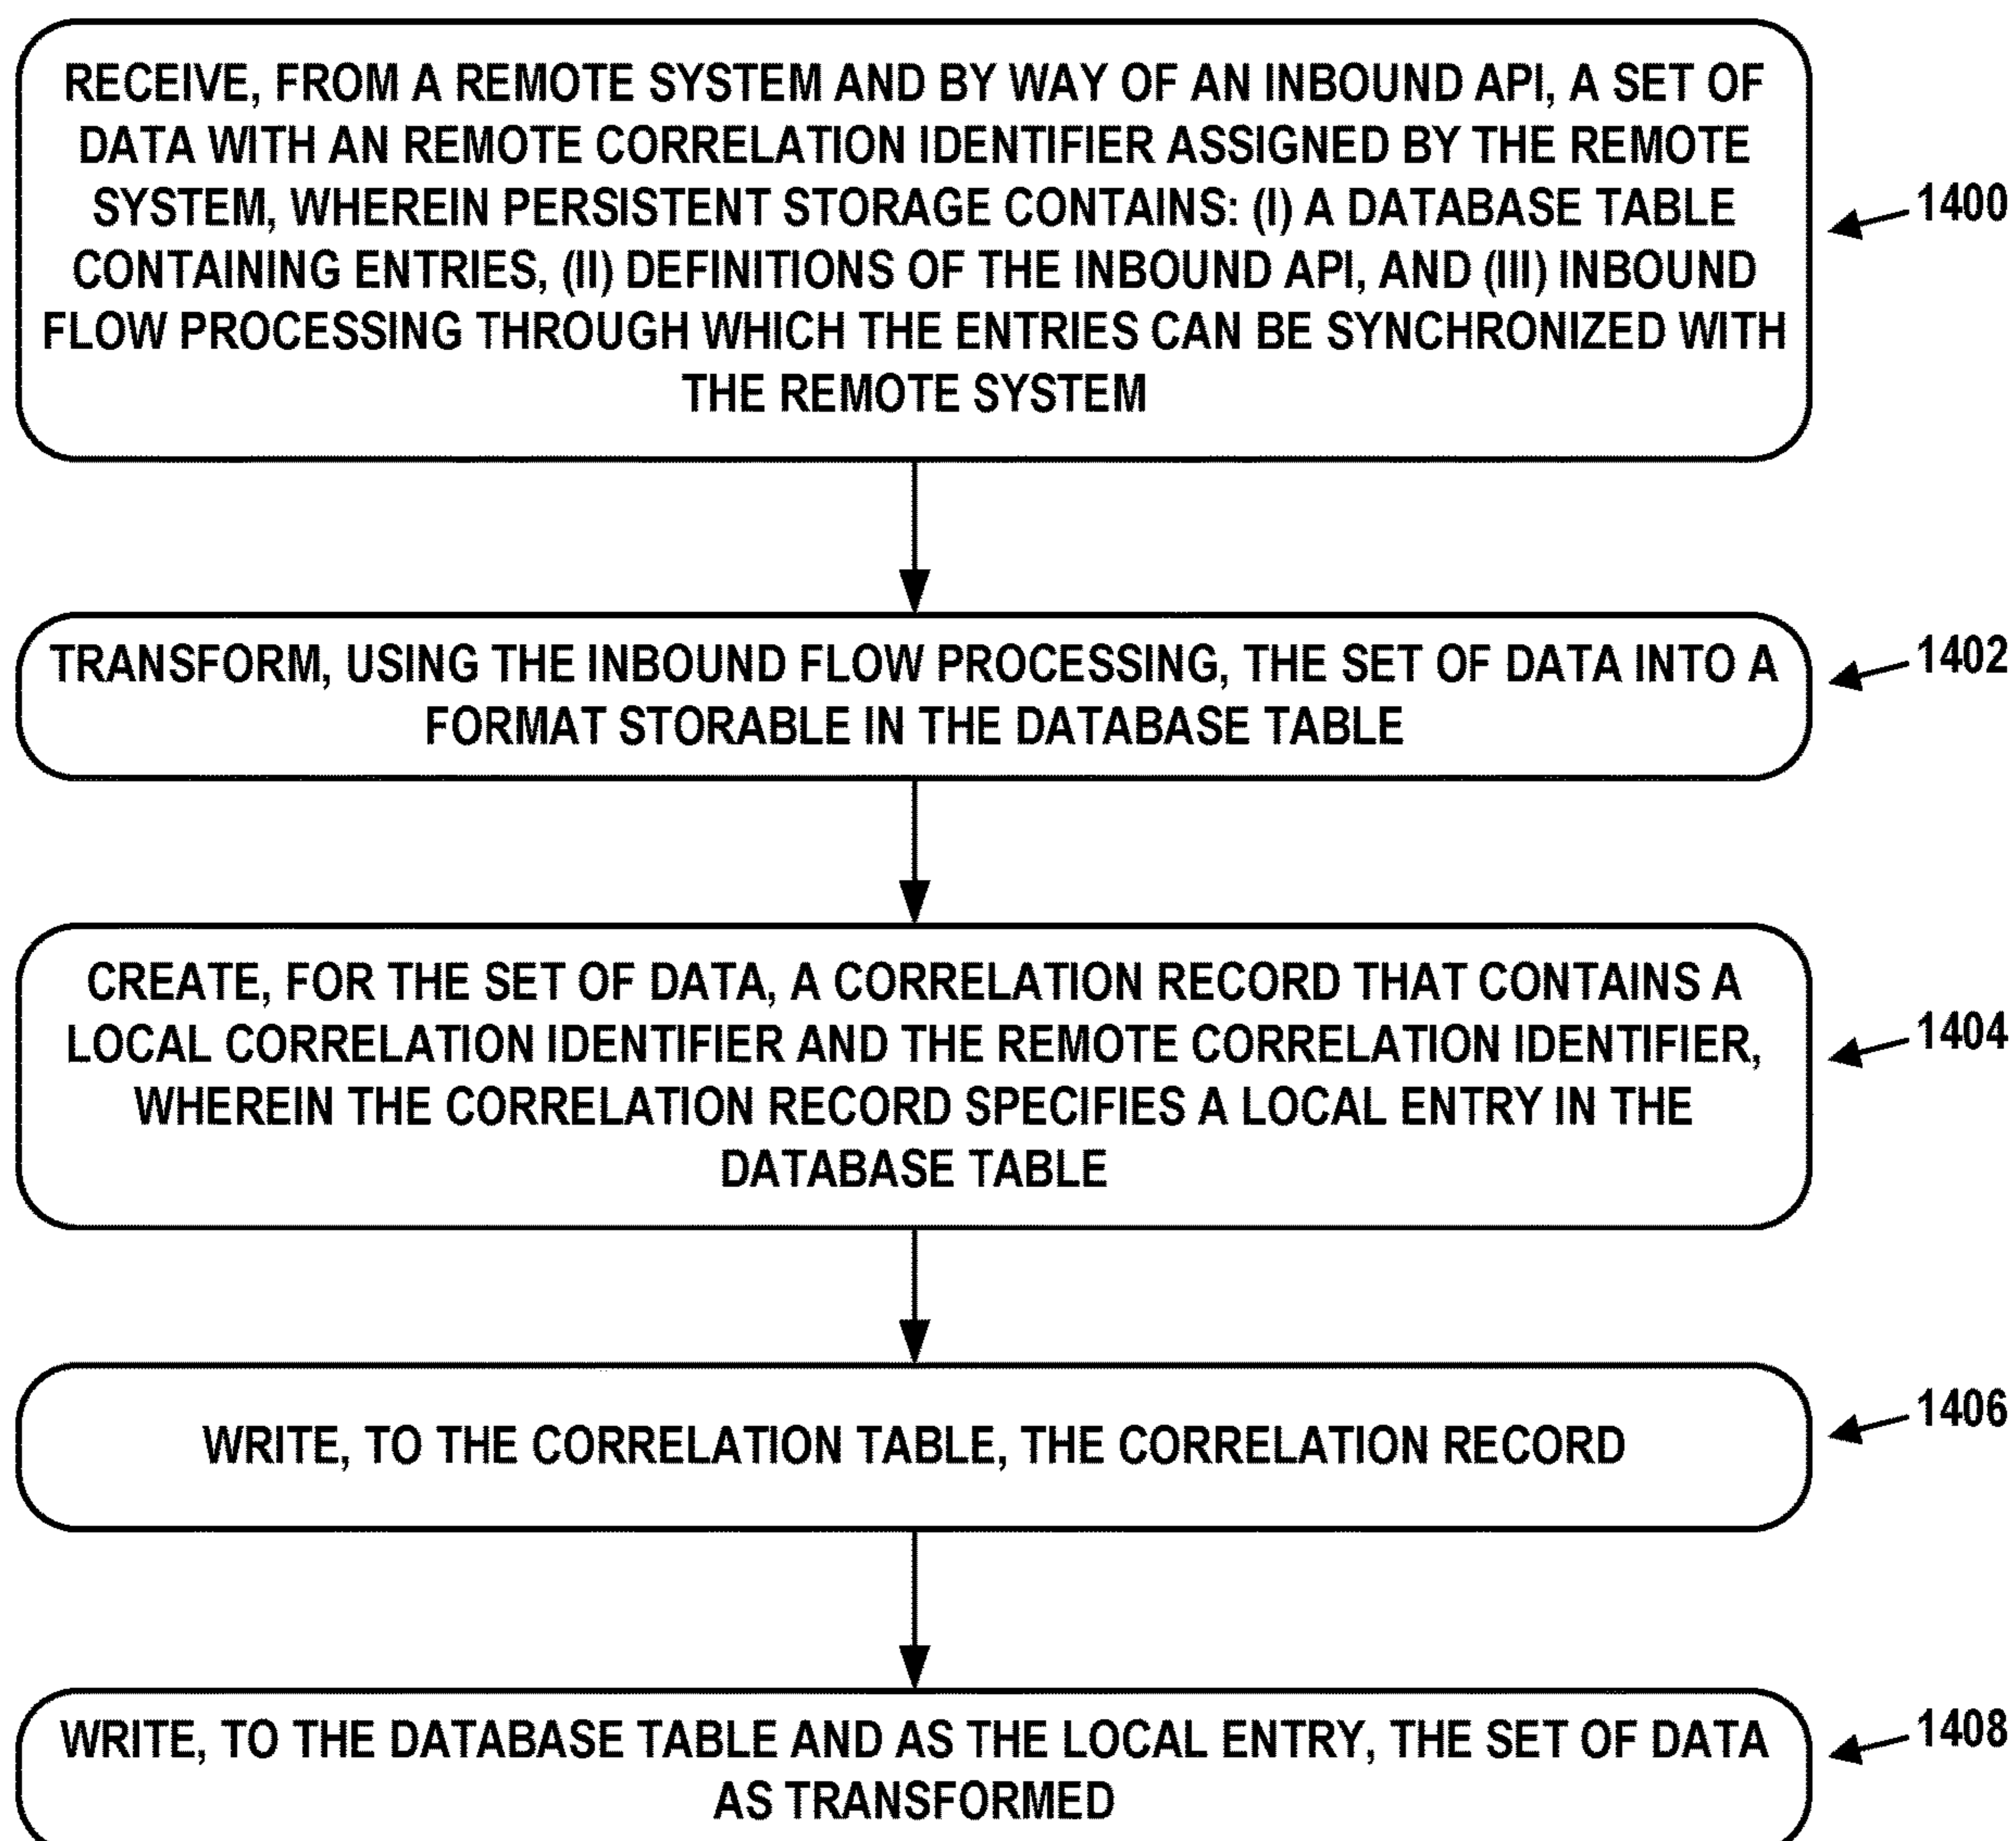 RECEIVE, FROM A REMOTE SYSTEM AND BY WAY OF AN INBOUND API, A SET OF
DATA WITH AN REMOTE CORRELATION IDENTIFIER ASSIGNED BY THE REMOTE
SYSTEM, WHEREIN PERSISTENT STORAGE CONTAINS: (I) A DATABASE TABLE
CONTAINING ENTRIES, (II) DEFINITIONS OF THE INBOUND API, AND (III) INBOUND
FLOW PROCESSING THROUGH WHICH THE ENTRIES CAN BE SYNCHRONIZED WITH
THE REMOTE SYSTEM
1400
TRANSFORM, USING THE INBOUND FLOW PROCESSING, THE SET OF DATA INTO A
FORMAT STORABLE IN THE DATABASE TABLE
1402
CREATE, FOR THE SET OF DATA, A CORRELATION RECORD THAT CONTAINS A
LOCAL CORRELATION IDENTIFIER AND THE REMOTE CORRELATION IDENTIFIER,
WHEREIN THE CORRELATION RECORD SPECIFIES A LOCAL ENTRY IN THE
DATABASE TABLE
1404
WRITE, TO THE CORRELATION TABLE, THE CORRELATION RECORD
1406
WRITE, TO THE DATABASE TABLE AND AS THE LOCAL ENTRY, THE SET OF DATA
AS TRANSFORMED
1408